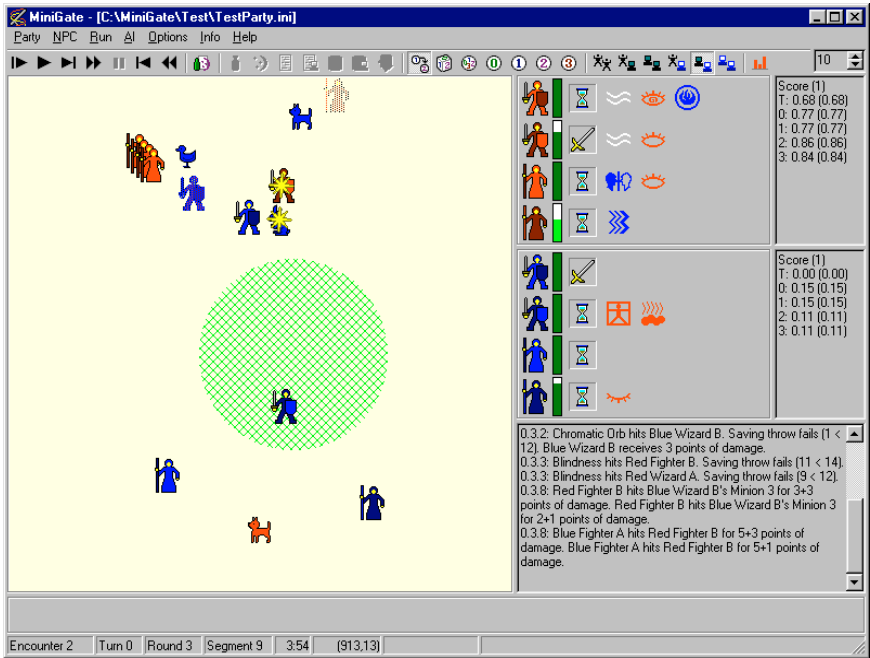 MiniGate - [C:\MiniGate\Test\TestParty.ini]
Party NPC Run AI Options Info Help
0 1 2 3 10
Score (1)
T: 0.68 (0.68)
0: 0.77 (0.77)
1: 0.77 (0.77)
2: 0.86 (0.86)
3: 0.84 (0.84)
Score (1)
T: 0.00 (0.00)
0: 0.15 (0.15)
1: 0.15 (0.15)
2: 0.11 (0.11)
3: 0.11 (0.11)
0.3.2: Chromatic Orb hits Blue Wizard B. Saving throw fails (1 <
12). Blue Wizard B receives 3 points of damage.
0.3.3: Blindness hits Red Fighter B. Saving throw fails (11 < 14).
0.3.3: Blindness hits Red Wizard A. Saving throw fails (9 < 12).
0.3.8: Red Fighter B hits Blue Wizard B's Minion 3 for 3+3
points of damage. Red Fighter B hits Blue Wizard B's Minion 3
for 2+1 points of damage.
0.3.8: Blue Fighter A hits Red Fighter B for 5+3 points of
damage. Blue Fighter A hits Red Fighter B for 5+1 points of
damage.
Encounter 2 Turn 0 Round 3 Segment 9 3:54 (913,13)